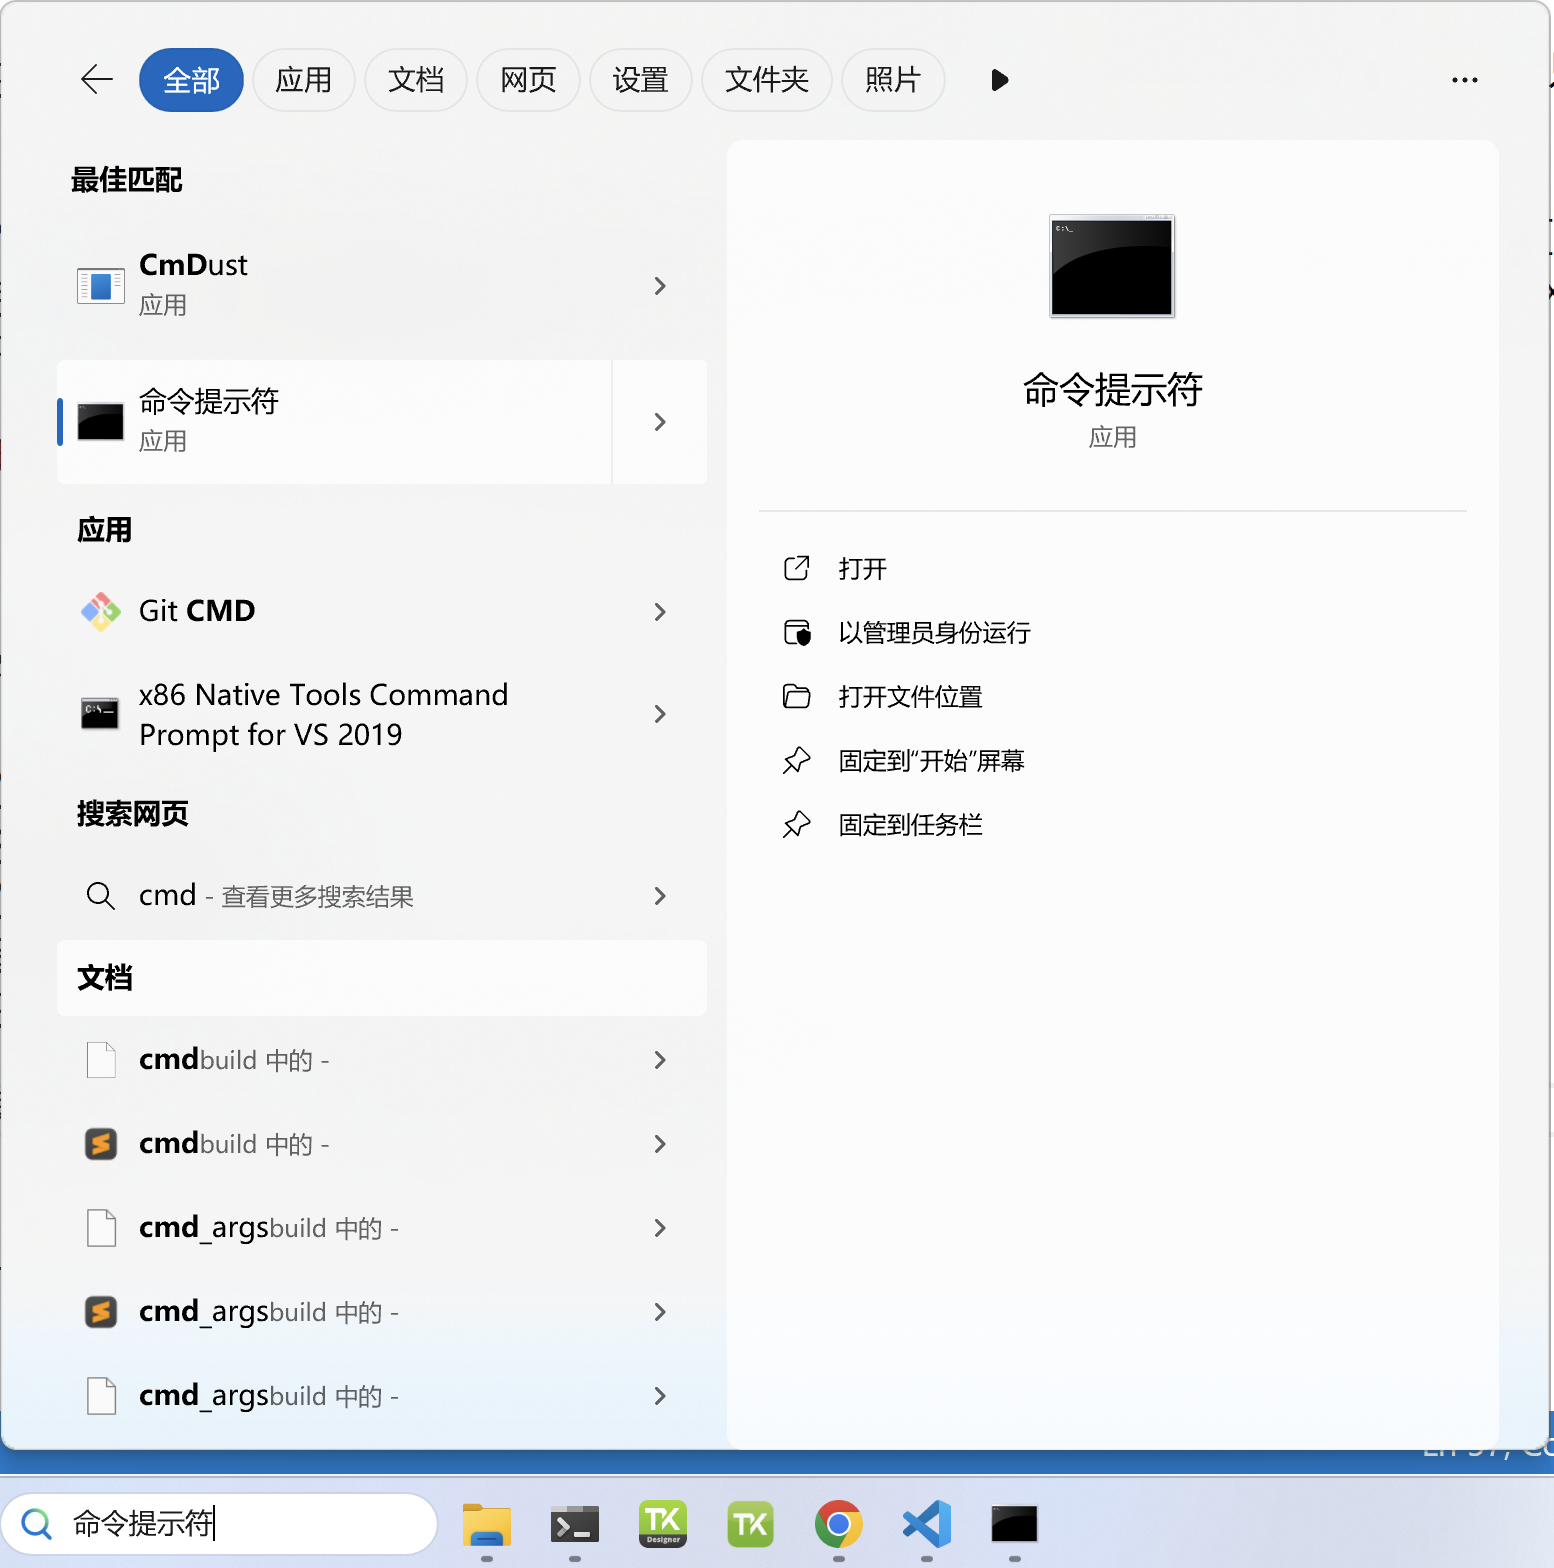 全部 应用 文档 网页 设置 文件夹 照片
最佳匹配
CmDust
应用
命令提示符
应用
应用
Git CMD
x86 Native Tools Command
Prompt for VS 2019
搜索网页
cmd - 查看更多搜索结果
文档
cmdbuild 中的 -
cmdbuild 中的 -
cmd_argsbuild 中的 -
cmd_argsbuild 中的 -
cmd_argsbuild 中的 -
C:\_
命令提示符
应用
打开
以管理员身份运行
打开文件位置
固定到“开始”屏幕
固定到任务栏
命令提示符
TK
Designer
TK